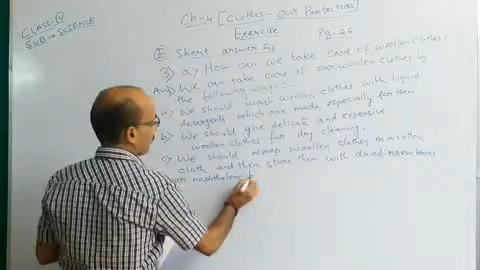 CLASS-IV
SUB → SCIENCE
Ch-4 [Clothes - Our Protectors]
Exercise Pg-26
(E) Short answer Qs
3) a) How can we take care of woollen clothes?
Ans) We can take care of our woollen clothes by
the following ways:-
a) We should wash woollen clothes with liquid
detergents which are made especially for them
b) We should give delicate and expensive
woollen clothes for dry cleaning.
c) We should wrap woollen clothes in a cotton
cloth and then store them with dried neem leaves
or naphthalene